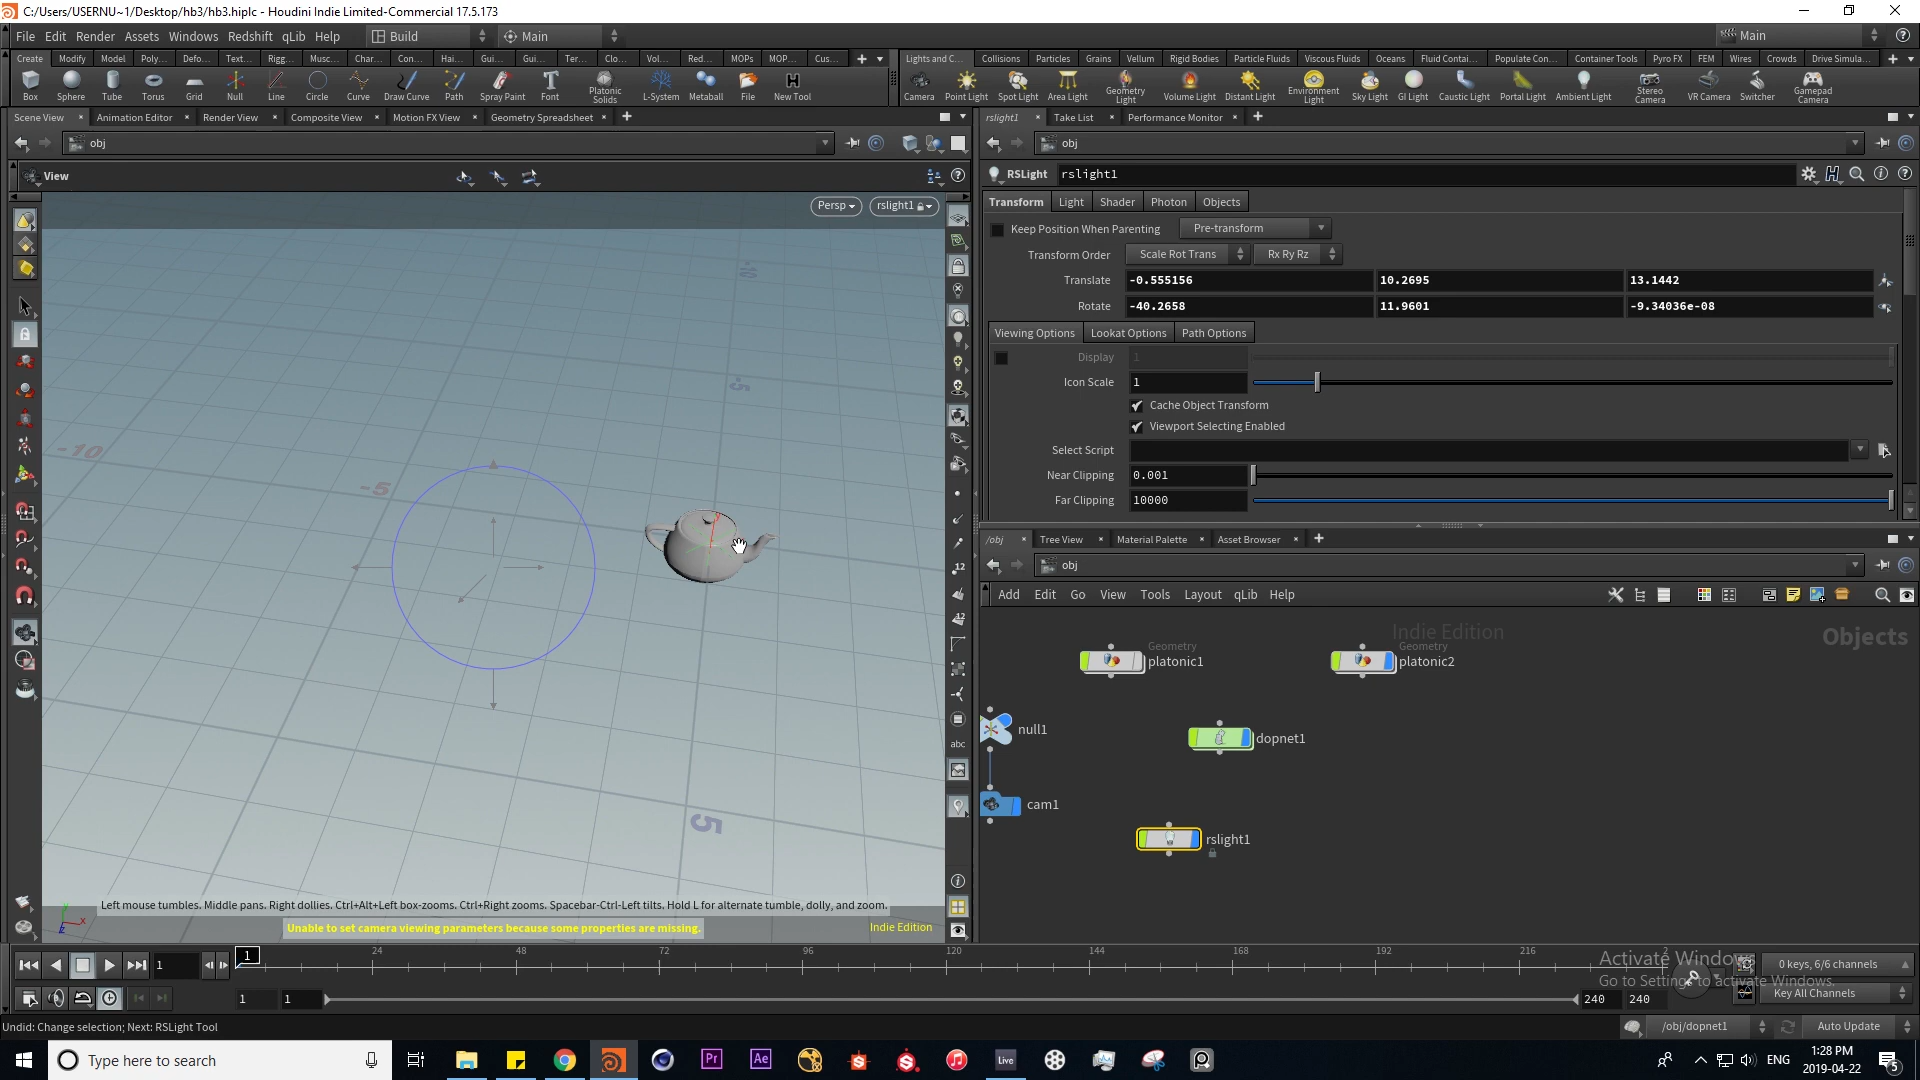 C:/Users/USERNU~1/Desktop/hb3/hb3.hiplc - Houdini Indie Limited-Commercial 17.5.173
File Edit Render Assets Windows Redshift qLib Help Build Main Main
Create Modify Model Poly... Defo... Text... Rigg... Musc... Char... Con... Hai... Gui... Gui... Ter... Clo... Vol... Red... MOPs MOP... Cus...
Lights and C... Collisions Particles Grains Vellum Rigid Bodies Particle Fluids Viscous Fluids Oceans Fluid Contai... Populate Con... Container Tools Pyro FX FEM Wires Crowds Drive Simula...
Box Sphere Tube Torus Grid Null Line Circle Curve Draw Curve Path Spray Paint Font Platonic Solids L-System Metaball File New Tool
Camera Point Light Spot Light Area Light Geometry Light Volume Light Distant Light Environment Light Sky Light GI Light Caustic Light Portal Light Ambient Light Stereo Camera VR Camera Switcher Gamepad Camera
Scene View Animation Editor Render View Composite View Motion FX View Geometry Spreadsheet
rslight1 Take List Performance Monitor
obj
obj
View
RSLight rslight1
Persp rslight1
Transform Light Shader Photon Objects
Keep Position When Parenting Pre-transform
Transform Order Scale Rot Trans Rx Ry Rz
Translate -0.555156 10.2695 13.1442
Rotate -40.2658 11.9601 -9.34036e-08
Viewing Options Lookat Options Path Options
Display 1
Icon Scale 1
Cache Object Transform
Viewport Selecting Enabled
Select Script
Near Clipping 0.001
Far Clipping 10000
-10
-5
-10
-5
5
12
12
abc
/obj Tree View Material Palette Asset Browser
obj
Add Edit Go View Tools Layout qLib Help
Indie Edition
Objects
Geometry
platonic1
Geometry
platonic2
null1
dopnet1
cam1
rslight1
Left mouse tumbles. Middle pans. Right dollies. Ctrl+Alt+Left box-zooms. Ctrl+Right zooms. Spacebar-Ctrl-Left tilts. Hold L for alternate tumble, dolly, and zoom.
Unable to set camera viewing parameters because some properties are missing.
Indie Edition
1 1 24 48 72 96 120 144 168 192 216 2
Activate Windows
Go to Settings to activate Windows.
0 keys, 6/6 channels
1 1 240 240
Key All Channels
Undid: Change selection; Next: RSLight Tool
/obj/dopnet1 Auto Update
Type here to search
Pr Ae Live
ENG
1:28 PM
2019-04-22
5